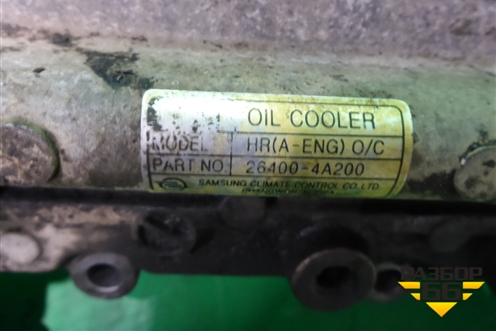 OIL COOLER
MODEL HR(A-ENG) O/C
PART NO. 26400-4A200
SAMSUNG CLIMATE CONTROL CO. LTD.
РАЗБОР
66